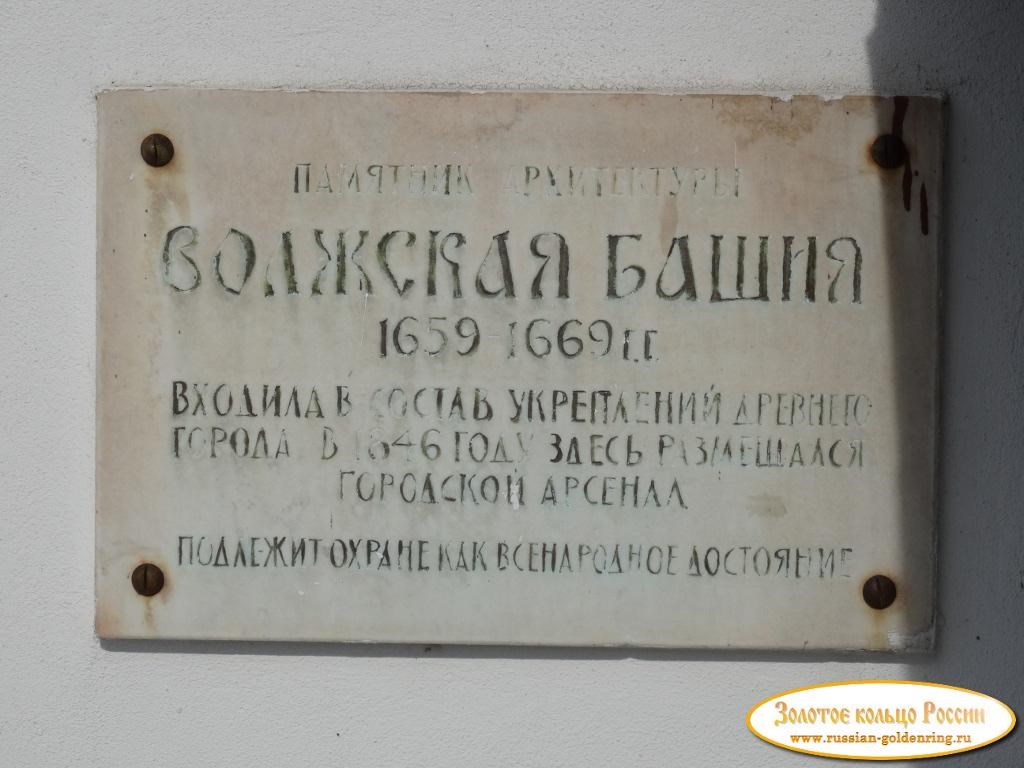 ПАМЯТНИК АРХИТЕКТУРЫ
ВОЛЖСКАЯ БАШНЯ
1659-1669 г.г.
ВХОДИЛА В СОСТАВ УКРЕПЛЕНИЙ ДРЕВНЕГО
ГОРОДА В 1846 ГОДУ ЗДЕСЬ РАЗМЕЩАЛСЯ
ГОРОДСКОЙ АРСЕНАЛ
ПОДЛЕЖИТ ОХРАНЕ КАК ВСЕНАРОДНОЕ ДОСТОЯНИЕ
Золотое кольцо России
www.russian-goldenring.ru